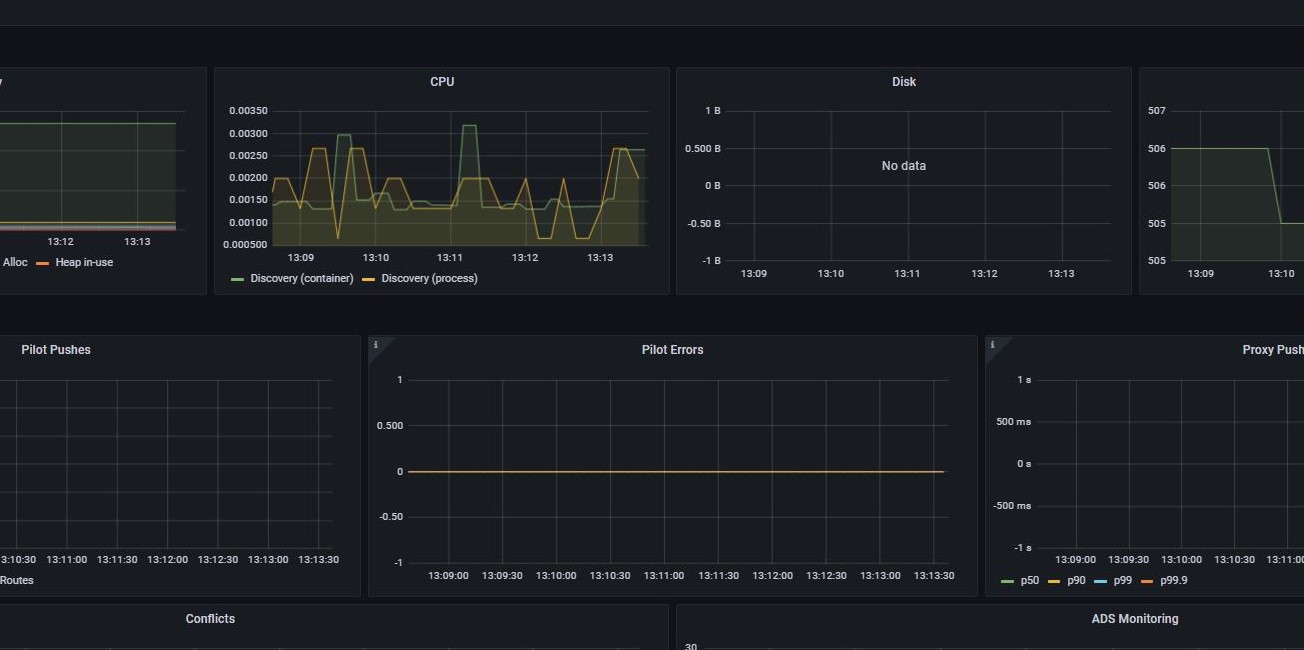 y
CPU
0.00350
0.00300
0.00250
0.00200
0.00150
0.00100
0.000500
13:09 13:10 13:11 13:12 13:13
Discovery (container) Discovery (process)
Disk
1 B
0.500 B
0 B
-0.50 B
-1 B
No data
13:09 13:10 13:11 13:12 13:13
507
506
506
505
505
13:09 13:10
13:12 13:13
Alloc Heap in-use
Pilot Pushes
3:10:30 13:11:00 13:11:30 13:12:00 13:12:30 13:13:00 13:13:30
Routes
i
Pilot Errors
1
0.500
0
-0.50
-1
13:09:00 13:09:30 13:10:00 13:10:30 13:11:00 13:11:30 13:12:00 13:12:30 13:13:00 13:13:30
i
Proxy Push
1 s
500 ms
0 s
-500 ms
-1 s
13:09:00 13:09:30 13:10:00 13:10:30 13:11:00
p50 p90 p99 p99.9
Conflicts
ADS Monitoring
30